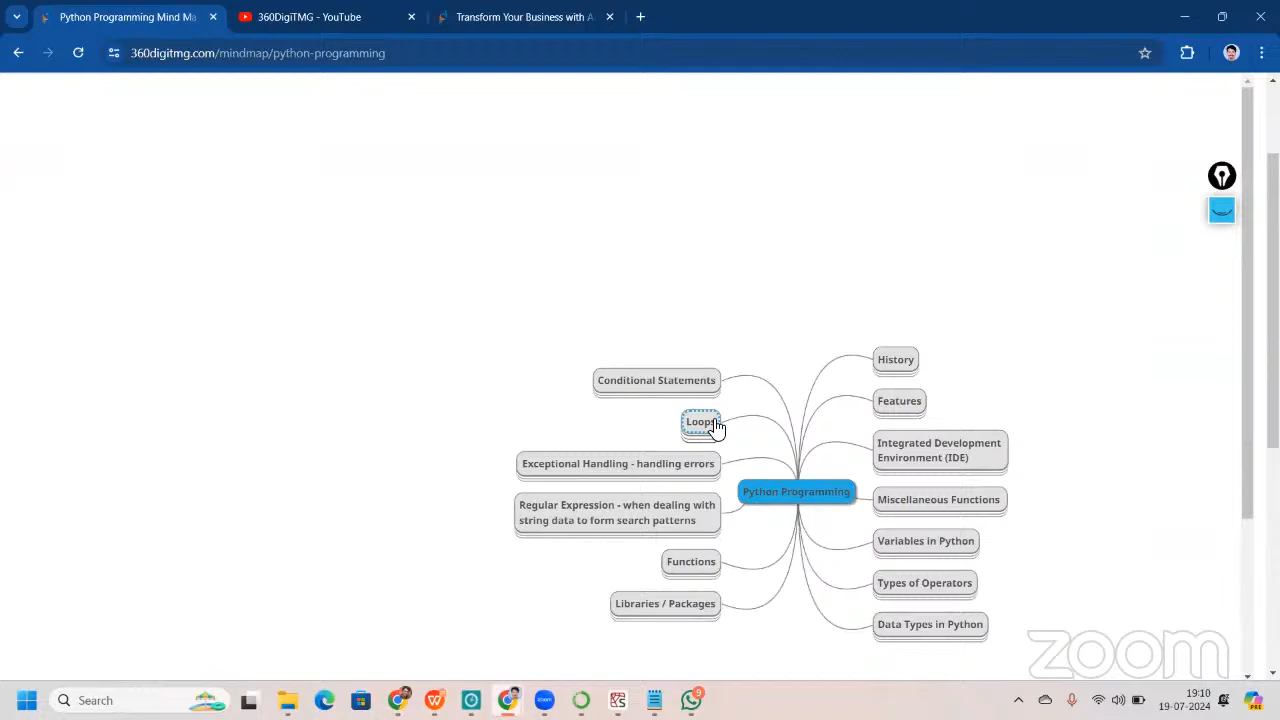 Python Programming Mind Ma
360DigiTMG - YouTube
Transform Your Business with A
360digitmg.com/mindmap/python-programming
Conditional Statements
Loops
Exceptional Handling - handling errors
Regular Expression - when dealing with
string data to form search patterns
Functions
Libraries / Packages
Python Programming
History
Features
Integrated Development
Environment (IDE)
Miscellaneous Functions
Variables in Python
Types of Operators
Data Types in Python
zoom
Search
9
19:10
19-07-2024
PRE